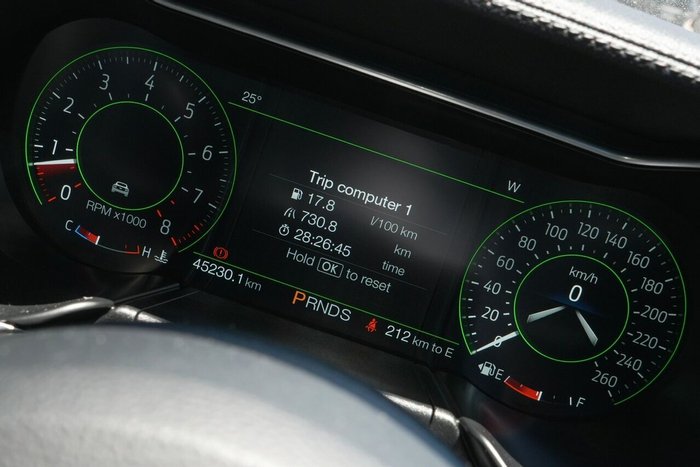 0
1
2
3
4
5
6
7
8
RPM x1000
C
H
25°
W
Trip computer 1
17.8 l/100 km
730.8 km
28:26:45 time
Hold OK to reset
45230.1 km
PRNDS
212 km to E
0
20
40
60
80
100
120
140
160
180
200
220
240
260
km/h
0
E
F